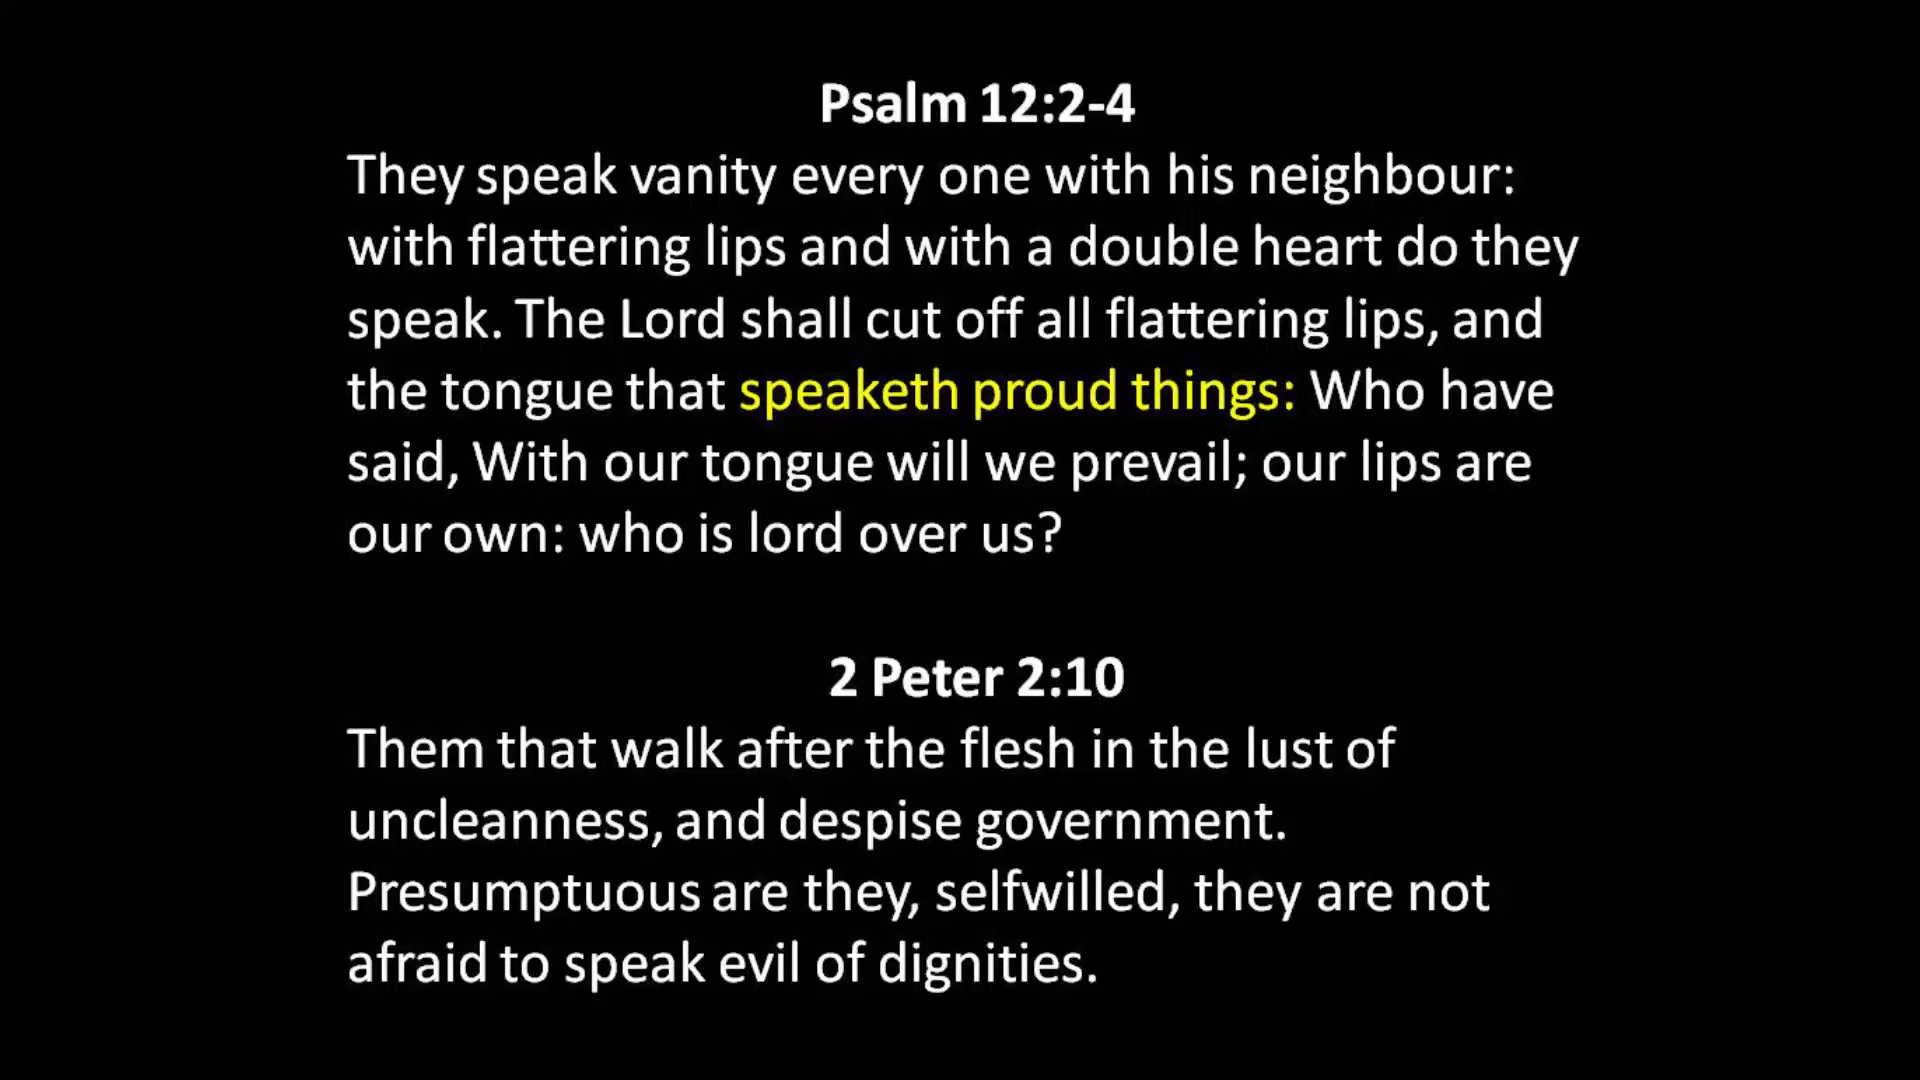 Psalm 12:2-4
They speak vanity every one with his neighbour:
with flattering lips and with a double heart do they
speak. The Lord shall cut off all flattering lips, and
the tongue that speaketh proud things: Who have
said, With our tongue will we prevail; our lips are
our own: who is lord over us?
2 Peter 2:10
Them that walk after the flesh in the lust of
uncleanness, and despise government.
Presumptuous are they, selfwilled, they are not
afraid to speak evil of dignities.